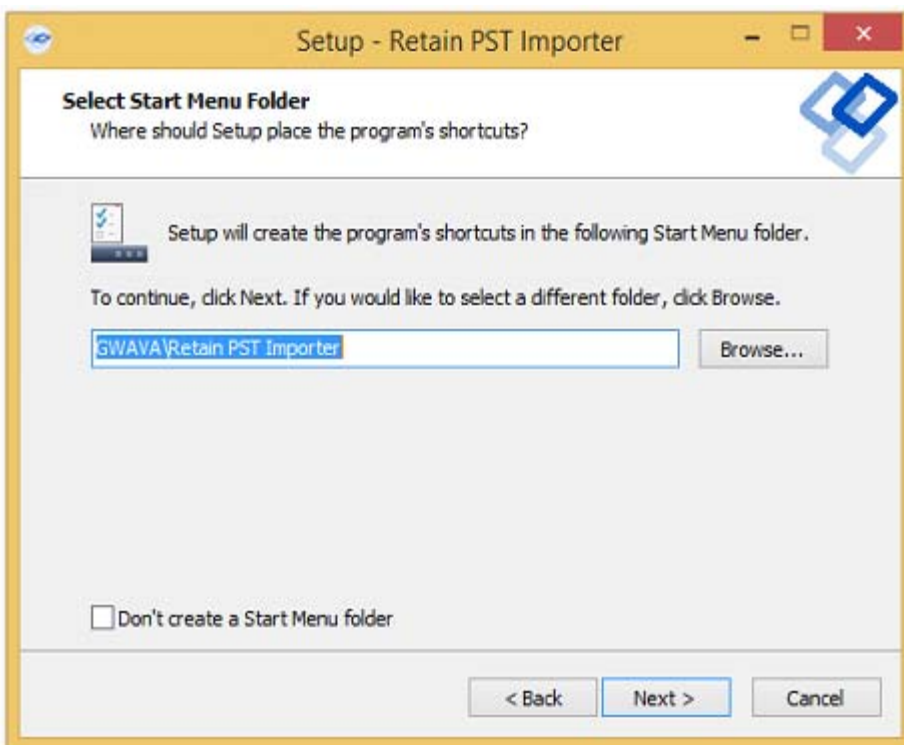 Setup - Retain PST Importer
Select Start Menu Folder
Where should Setup place the program's shortcuts?
Setup will create the program's shortcuts in the following Start Menu folder.
To continue, click Next. If you would like to select a different folder, click Browse.
GWAVA\Retain PST Importer
Browse...
Don't create a Start Menu folder
< Back
Next >
Cancel